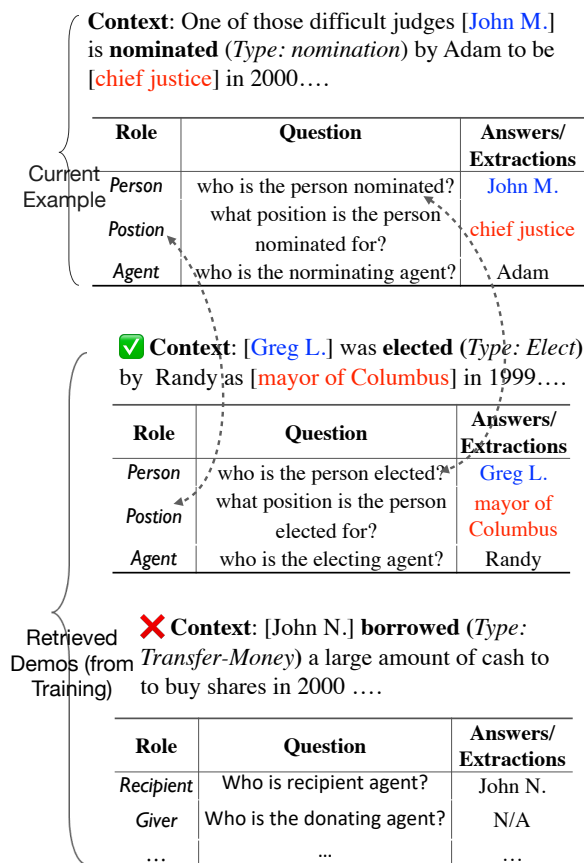 Context: One of those difficult judges [John M.]
is nominated (Type: nomination) by Adam to be
[chief justice] in 2000….
Current
Example
Role Question Answers/
Extractions
Person who is the person nominated? John M.
Postion what position is the person
nominated for? chief justice
Agent who is the norminating agent? Adam
Retrieved
Demos (from
Training)
Context: [Greg L.] was elected (Type: Elect)
by Randy as [mayor of Columbus] in 1999….
Role Question Answers/
Extractions
Person who is the person elected? Greg L.
Postion what position is the person
elected for? mayor of
Columbus
Agent who is the electing agent? Randy
Context: [John N.] borrowed (Type:
Transfer-Money) a large amount of cash to
to buy shares in 2000 ….
Role Question Answers/
Extractions
Recipient Who is recipient agent? John N.
Giver Who is the donating agent? N/A
… ... …